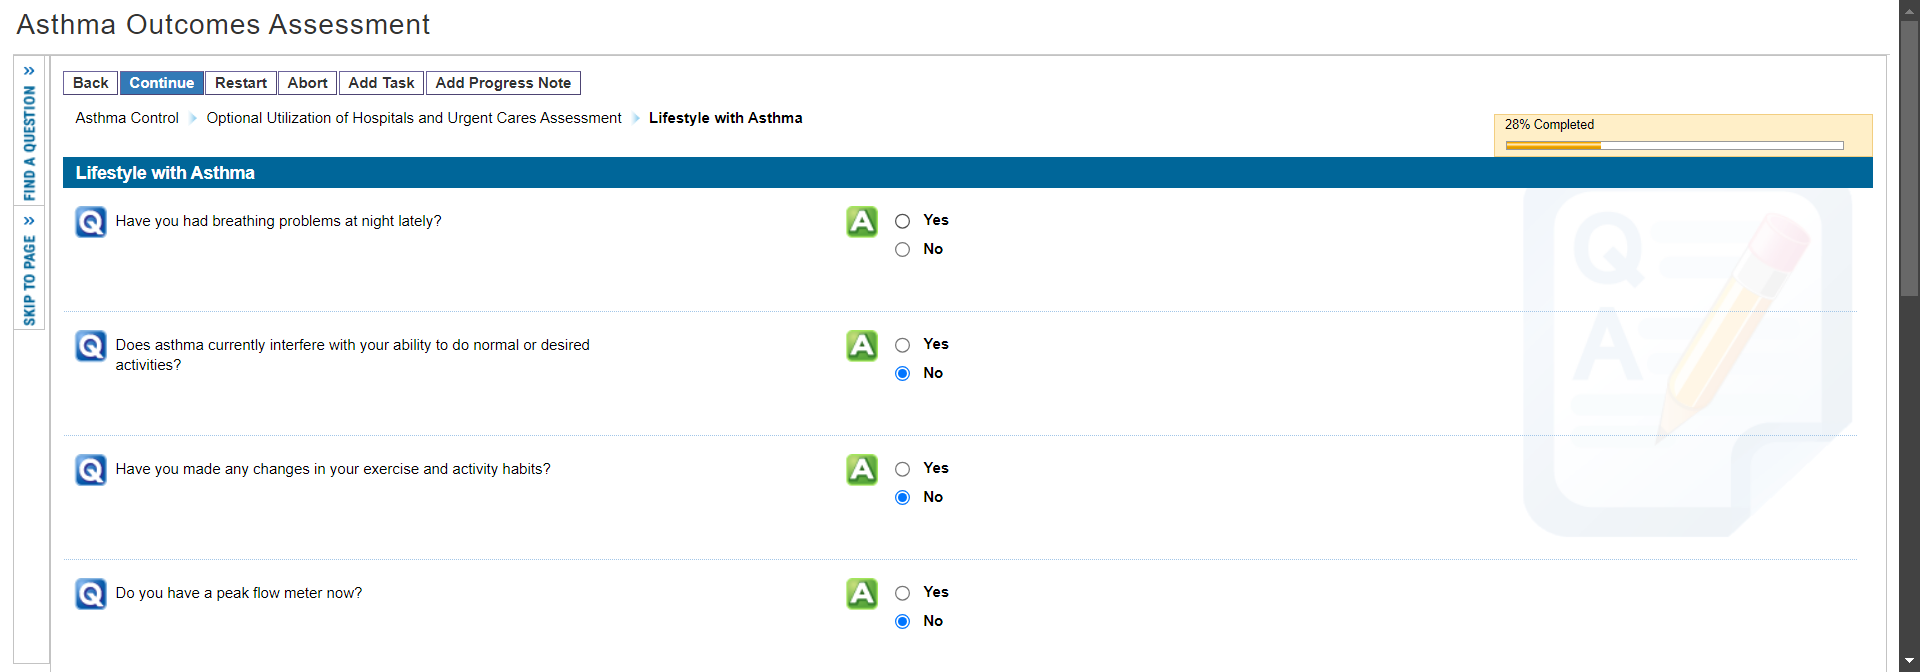 Asthma Outcomes Assessment
» FIND A QUESTION
» SKIP TO PAGE
Back Continue Restart Abort Add Task Add Progress Note
Asthma Control Optional Utilization of Hospitals and Urgent Cares Assessment Lifestyle with Asthma
28% Completed
Lifestyle with Asthma
Q Have you had breathing problems at night lately? A Yes
No
Q Does asthma currently interfere with your ability to do normal or desired
activities?
A Yes
No
Q Have you made any changes in your exercise and activity habits? A Yes
No
Q Do you have a peak flow meter now? A Yes
No
Q
A